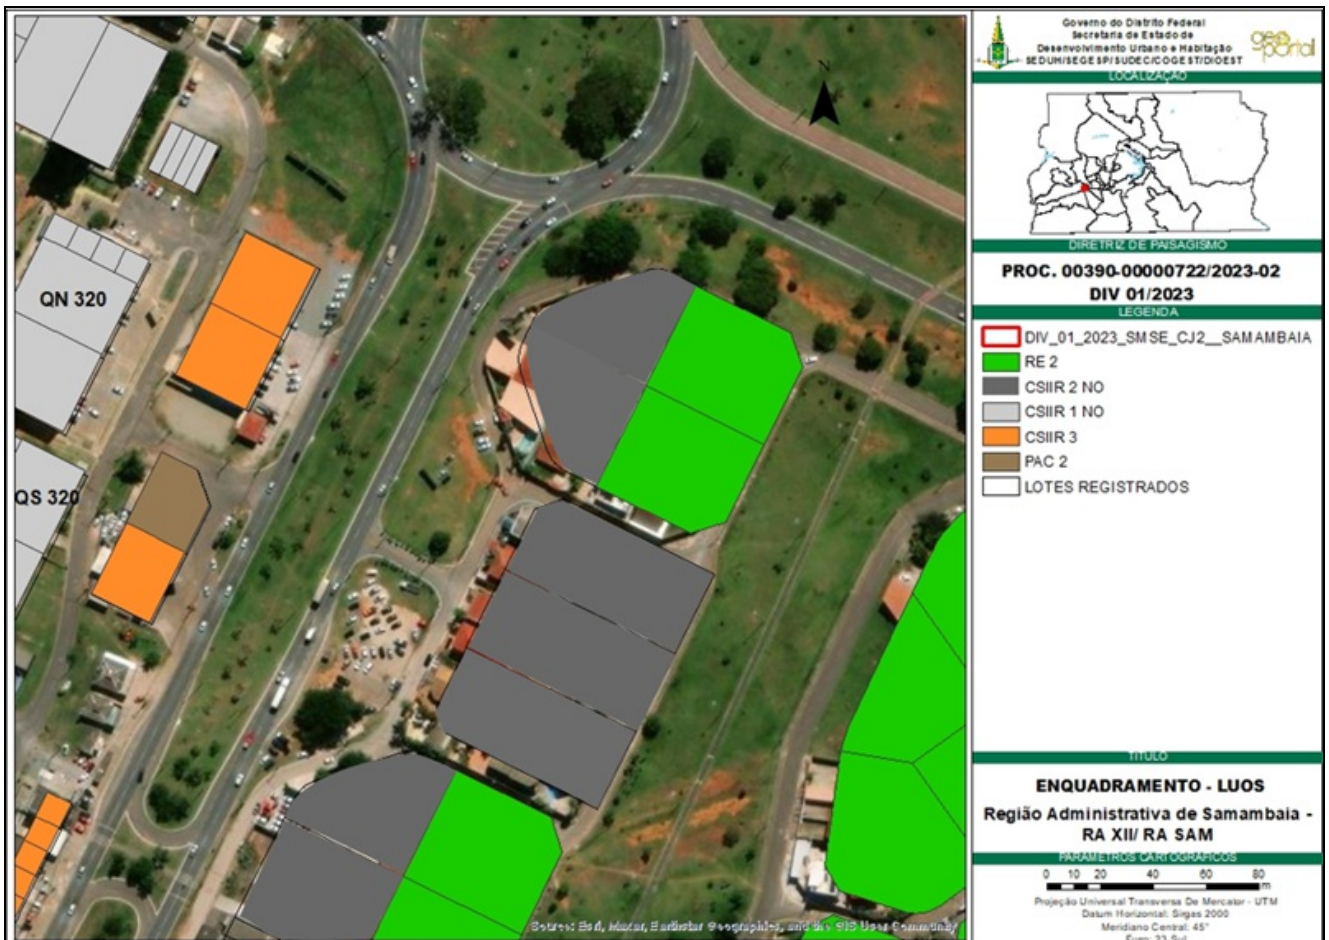 Governo do Distrito Federal
Secretaria de Estado de
Desenvolvimento Urbano e Habitação
SEDUH/SEGESP/SUDEC/COGEST/DIOEST
geo
portal
LOCALIZAÇÃO
DIRETRIZ DE PAISAGISMO
PROC. 00390-00000722/2023-02
DIV 01/2023
LEGENDA
DIV_01_2023_SMSE_CJ2__SAMAMBAIA
RE 2
CSIIR 2 NO
CSIIR 1 NO
CSIIR 3
PAC 2
LOTES REGISTRADOS
N
QN 320
QS 320
TÍTULO
ENQUADRAMENTO - LUOS
Região Administrativa de Samambaia -
RA XII/ RA SAM
PARÂMETROS CARTOGRÁFICOS
0 10 20 40 60 80
m
Projeção Universal Transversa De Mercator - UTM
Datum Horizontal: Sirgas 2000
Meridiano Central: 45°
Source: Esri, Maxar, Earthstar Geographics, and the GIS User Community